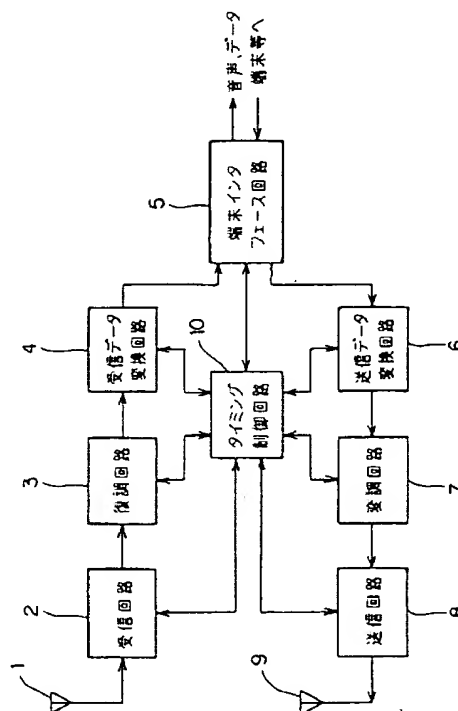 1
2
受信回路
3
復調回路
4
受信データ
変換回路
5
端末インタ
フェース回路
音声、データ
端末等へ
10
タイミング
制御回路
6
送信データ
変換回路
7
変調回路
8
送信回路
9